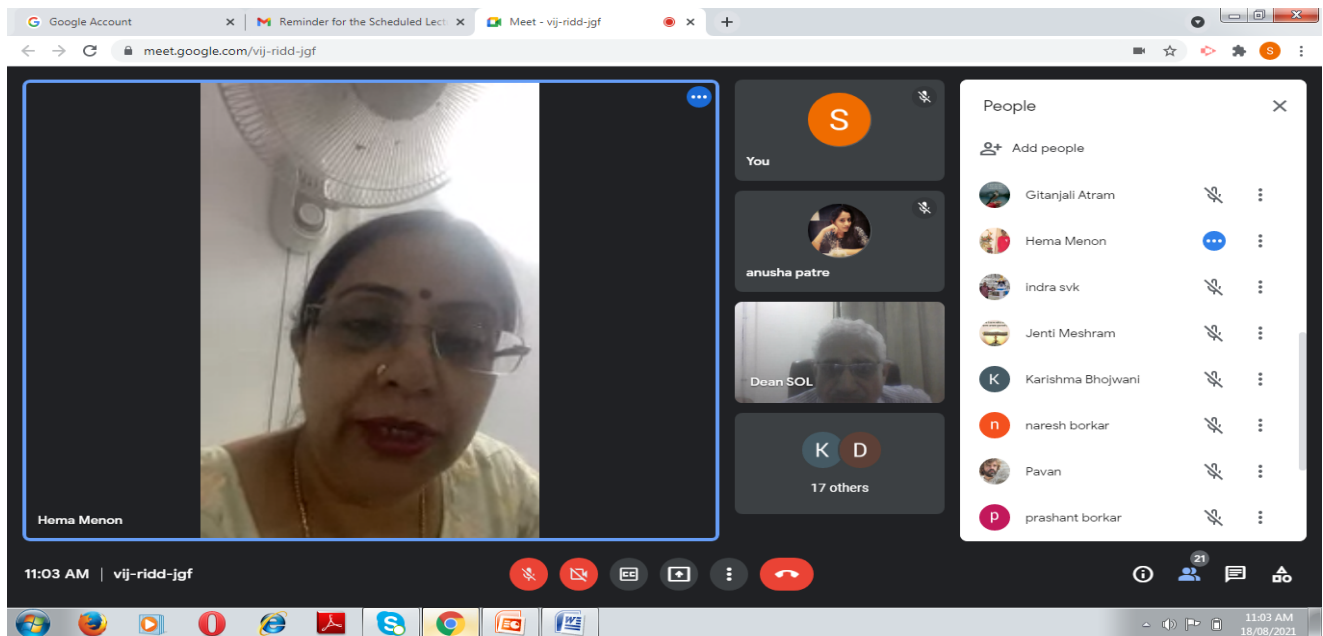 Google Account
Reminder for the Scheduled Lect
Meet - vij-ridd-jgf
meet.google.com/vij-ridd-jgf
S
Hema Menon
S
You
anusha patre
Dean SOL
K D
17 others
People
Add people
Gitanjali Atram
Hema Menon
indra svk
Jenti Meshram
K Karishma Bhojwani
n naresh borkar
Pavan
p prashant borkar
11:03 AM | vij-ridd-jgf
CC
21
11:03 AM
18/08/2021